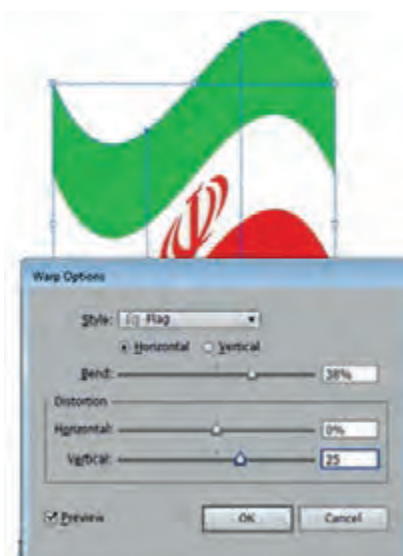 Warp Options
Style: Flag
Horizontal Vertical
Bend: 38%
Distortion
Horizontal: 0%
Vertical: 25
Preview OK Cancel